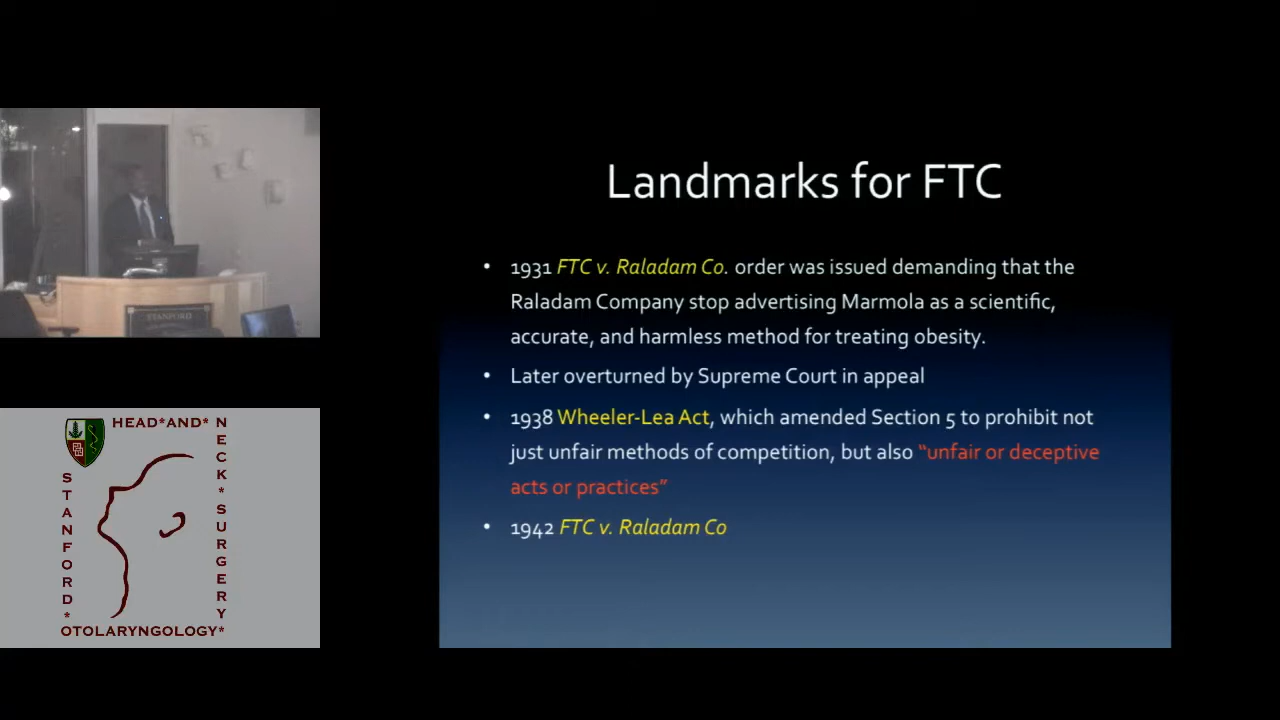 Landmarks for FTC
• 1931 FTC v. Raladam Co. order was issued demanding that the
Raladam Company stop advertising Marmola as a scientific,
accurate, and harmless method for treating obesity.
• Later overturned by Supreme Court in appeal
• 1938 Wheeler-Lea Act, which amended Section 5 to prohibit not
just unfair methods of competition, but also “unfair or deceptive
acts or practices”
• 1942 FTC v. Raladam Co
STANFORD
HEAD*AND*
NECK*SURGERY*
STANFORD*
OTOLARYNGOLOGY*